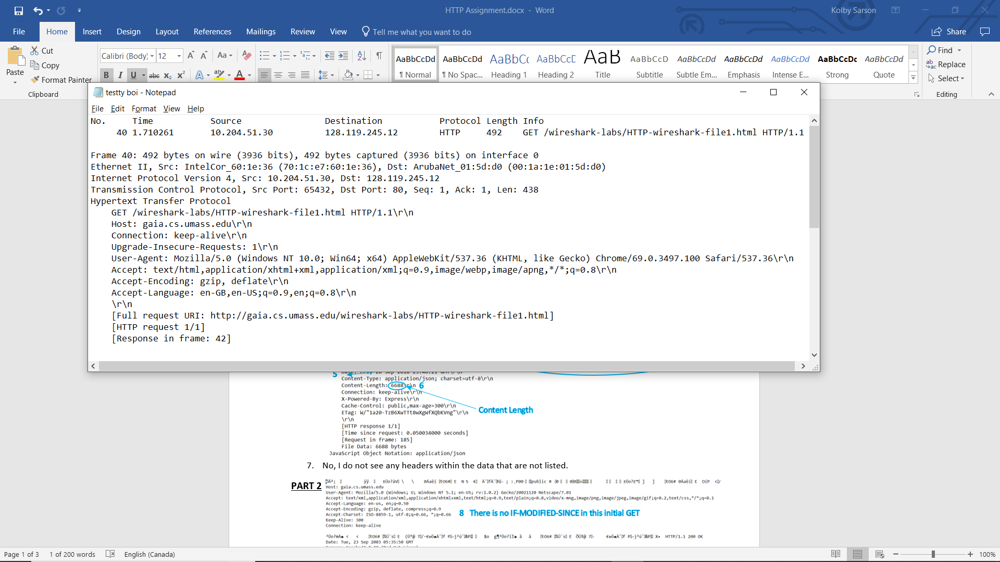 HTTP Assignment.docx - Word
Kolby Sarson
File Home Insert Design Layout References Mailings Review View Tell me what you want to do
Share
Paste
Cut
Copy
Format Painter
Clipboard
Calibri (Body) 12
Aa
B I U abc X₂ X²
AaBbCcDd AaBbCcDd AaBbCc AaBbCcC AaB AaBbCcD AaBbCcDd AaBbCcDd AaBbCcDd AaBbCcDc AaBbCcDd
¶ Normal ¶ No Spac... Heading 1 Heading 2 Title Subtitle Subtle Em... Emphasis Intense E... Strong Quote
Find
Replace
Select
Editing
testty boi - Notepad
File Edit Format View Help
No. Time Source Destination Protocol Length Info
40 1.710261 10.204.51.30 128.119.245.12 HTTP 492 GET /wireshark-labs/HTTP-wireshark-file1.html HTTP/1.1
Frame 40: 492 bytes on wire (3936 bits), 492 bytes captured (3936 bits) on interface 0
Ethernet II, Src: IntelCor_60:1e:36 (70:1c:e7:60:1e:36), Dst: ArubaNet_01:5d:d0 (00:1a:1e:01:5d:d0)
Internet Protocol Version 4, Src: 10.204.51.30, Dst: 128.119.245.12
Transmission Control Protocol, Src Port: 65432, Dst Port: 80, Seq: 1, Ack: 1, Len: 438
Hypertext Transfer Protocol
GET /wireshark-labs/HTTP-wireshark-file1.html HTTP/1.1\r\n
Host: gaia.cs.umass.edu\r\n
Connection: keep-alive\r\n
Upgrade-Insecure-Requests: 1\r\n
User-Agent: Mozilla/5.0 (Windows NT 10.0; Win64; x64) AppleWebKit/537.36 (KHTML, like Gecko) Chrome/69.0.3497.100 Safari/537.36\r\n
Accept: text/html,application/xhtml+xml,application/xml;q=0.9,image/webp,image/apng,*/*;q=0.8\r\n
Accept-Encoding: gzip, deflate\r\n
Accept-Language: en-GB,en-US;q=0.9,en;q=0.8\r\n
\r\n
[Full request URI: http://gaia.cs.umass.edu/wireshark-labs/HTTP-wireshark-file1.html]
[HTTP request 1/1]
[Response in frame: 42]
5
Content-Type: application/json; charset=utf-8\r\n
Content-Length: 6688\r\n 6
Connection: keep-alive\r\n
X-Powered-By: Express\r\n
Cache-Control: public,max-age=300\r\n
Content Length
ETag: W/"1a20-TzB6XwTTt8wXgWfXQbKVng"\r\n
\r\n
[HTTP response 1/1]
[Time since request: 0.050034000 seconds]
[Request in frame: 185]
File Data: 6688 bytes
JavaScript Object Notation: application/json
7. No, I do not see any headers within the data that are not listed.
PART 2
Host: gaia.cs.umass.edu
User-Agent: Mozilla/5.0 (Windows; U; Windows NT 5.1; en-US; rv:1.0.2) Gecko/20021120 Netscape/7.01
Accept: text/xml,application/xml,application/xhtml+xml,text/html;q=0.9,text/plain;q=0.8,video/x-mng,image/png,image/jpeg,image/gif;q=0.2,text/css,*/*;q=0.1
Accept-Language: en-us, en;q=0.50
Accept-Encoding: gzip, deflate, compress;q=0.9
Accept-Charset: ISO-8859-1, utf-8;q=0.66, *;q=0.66
8 There is no IF-MODIFIED-SINCE in this initial GET
Keep-Alive: 300
Connection: keep-alive
HTTP/1.1 200 OK
Date: Tue, 23 Sep 2003 05:35:50 GMT
Page 1 of 3 1 of 200 words English (Canada) 100%